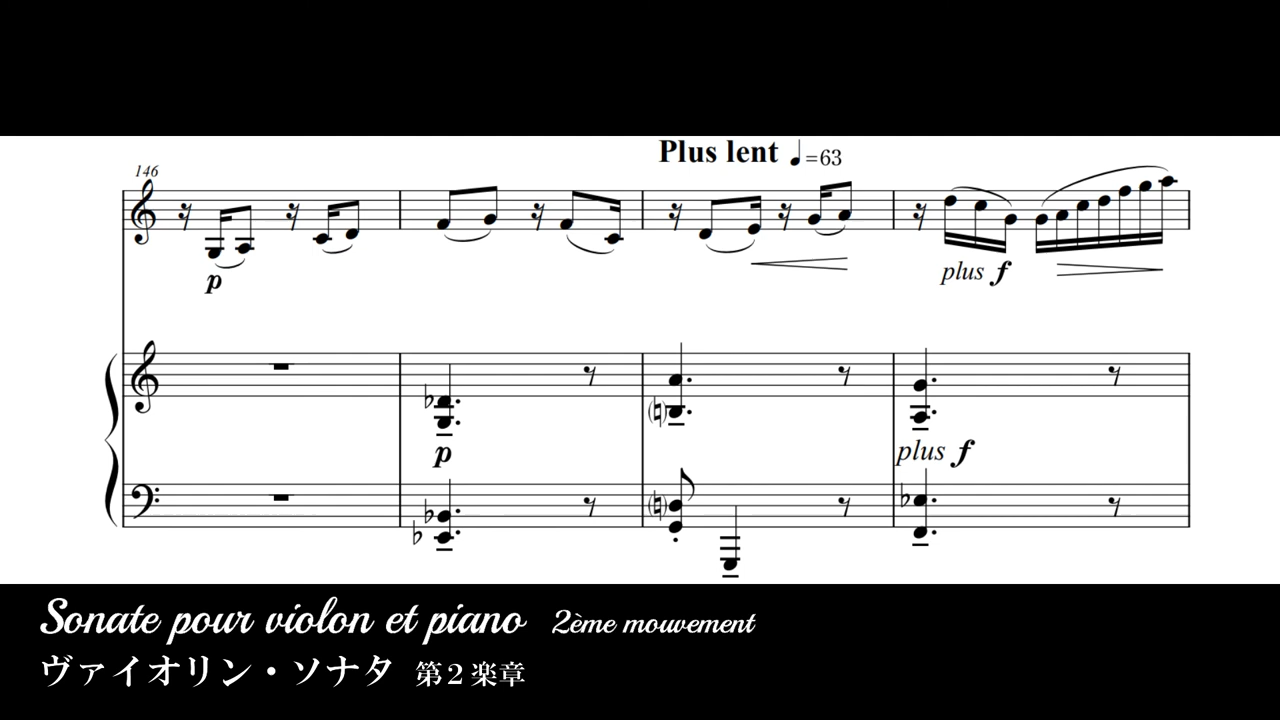 Plus lent ♩=63
146
p
plus f
p
plus f
Sonate pour violon et piano 2ème mouvement
ヴァイオリン・ソナタ 第２楽章